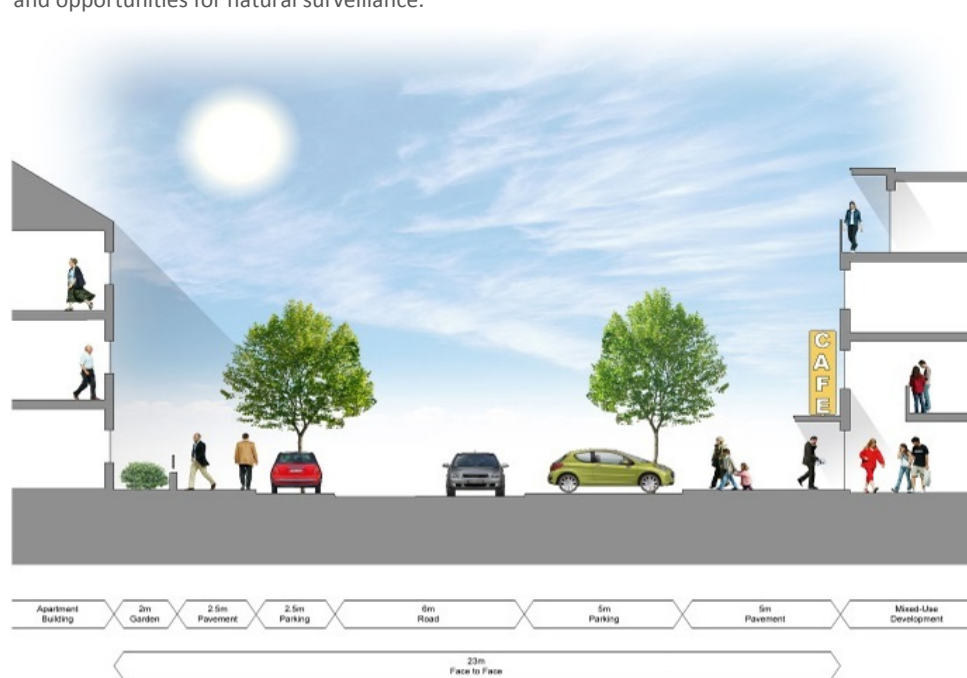 and opportunities for natural surveillance.
CAFE
Apartment
Building
2m
Garden
2.5m
Pavement
2.5m
Parking
6m
Road
5m
Parking
5m
Pavement
Mixed-Use
Development
23m
Face to Face